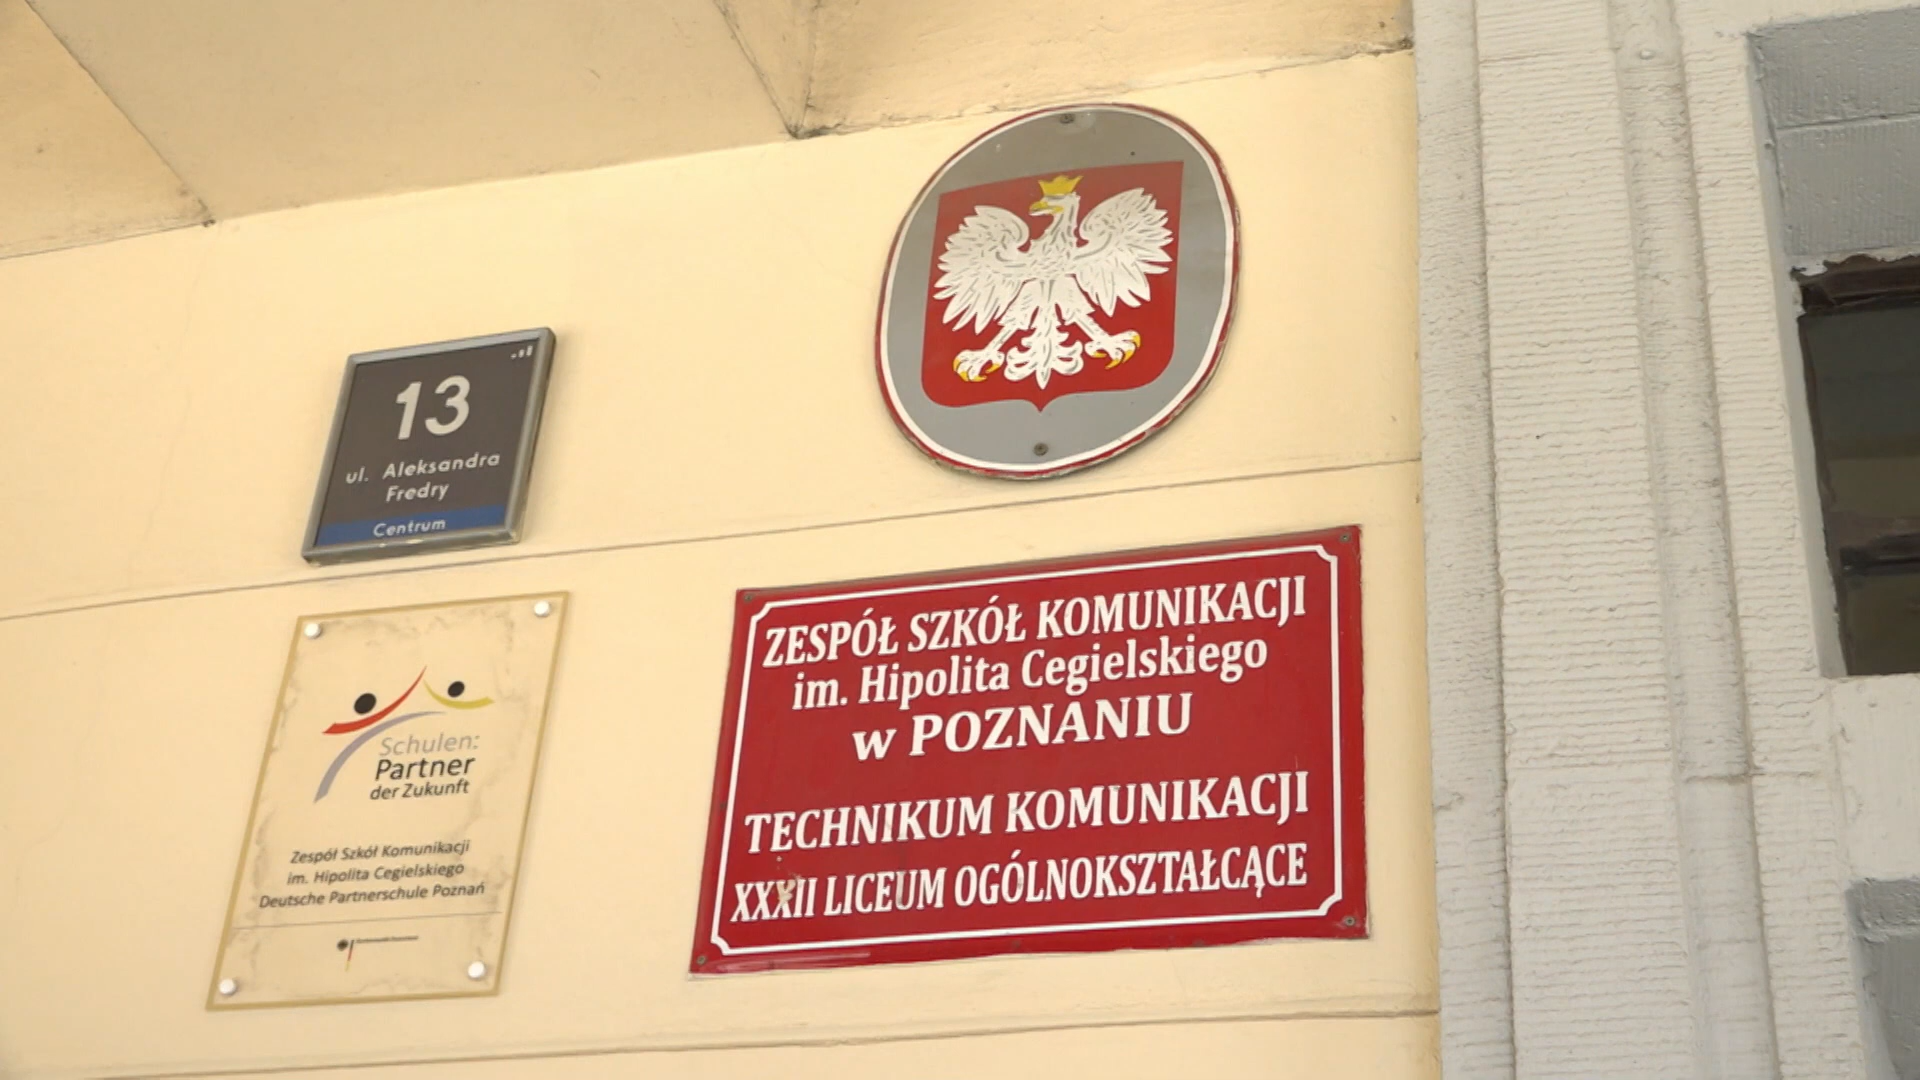 13
ul. Aleksandra
Fredry
Centrum
ZESPÓŁ SZKÓŁ KOMUNIKACJI
im. Hipolita Cegielskiego
w POZNANIU
TECHNIKUM KOMUNIKACJI
XXXII LICEUM OGÓLNOKSZTAŁCĄCE
Schulen:
Partner
der Zukunft
Zespół Szkół Komunikacji
im. Hipolita Cegielskiego
Deutsche Partnerschule Poznań